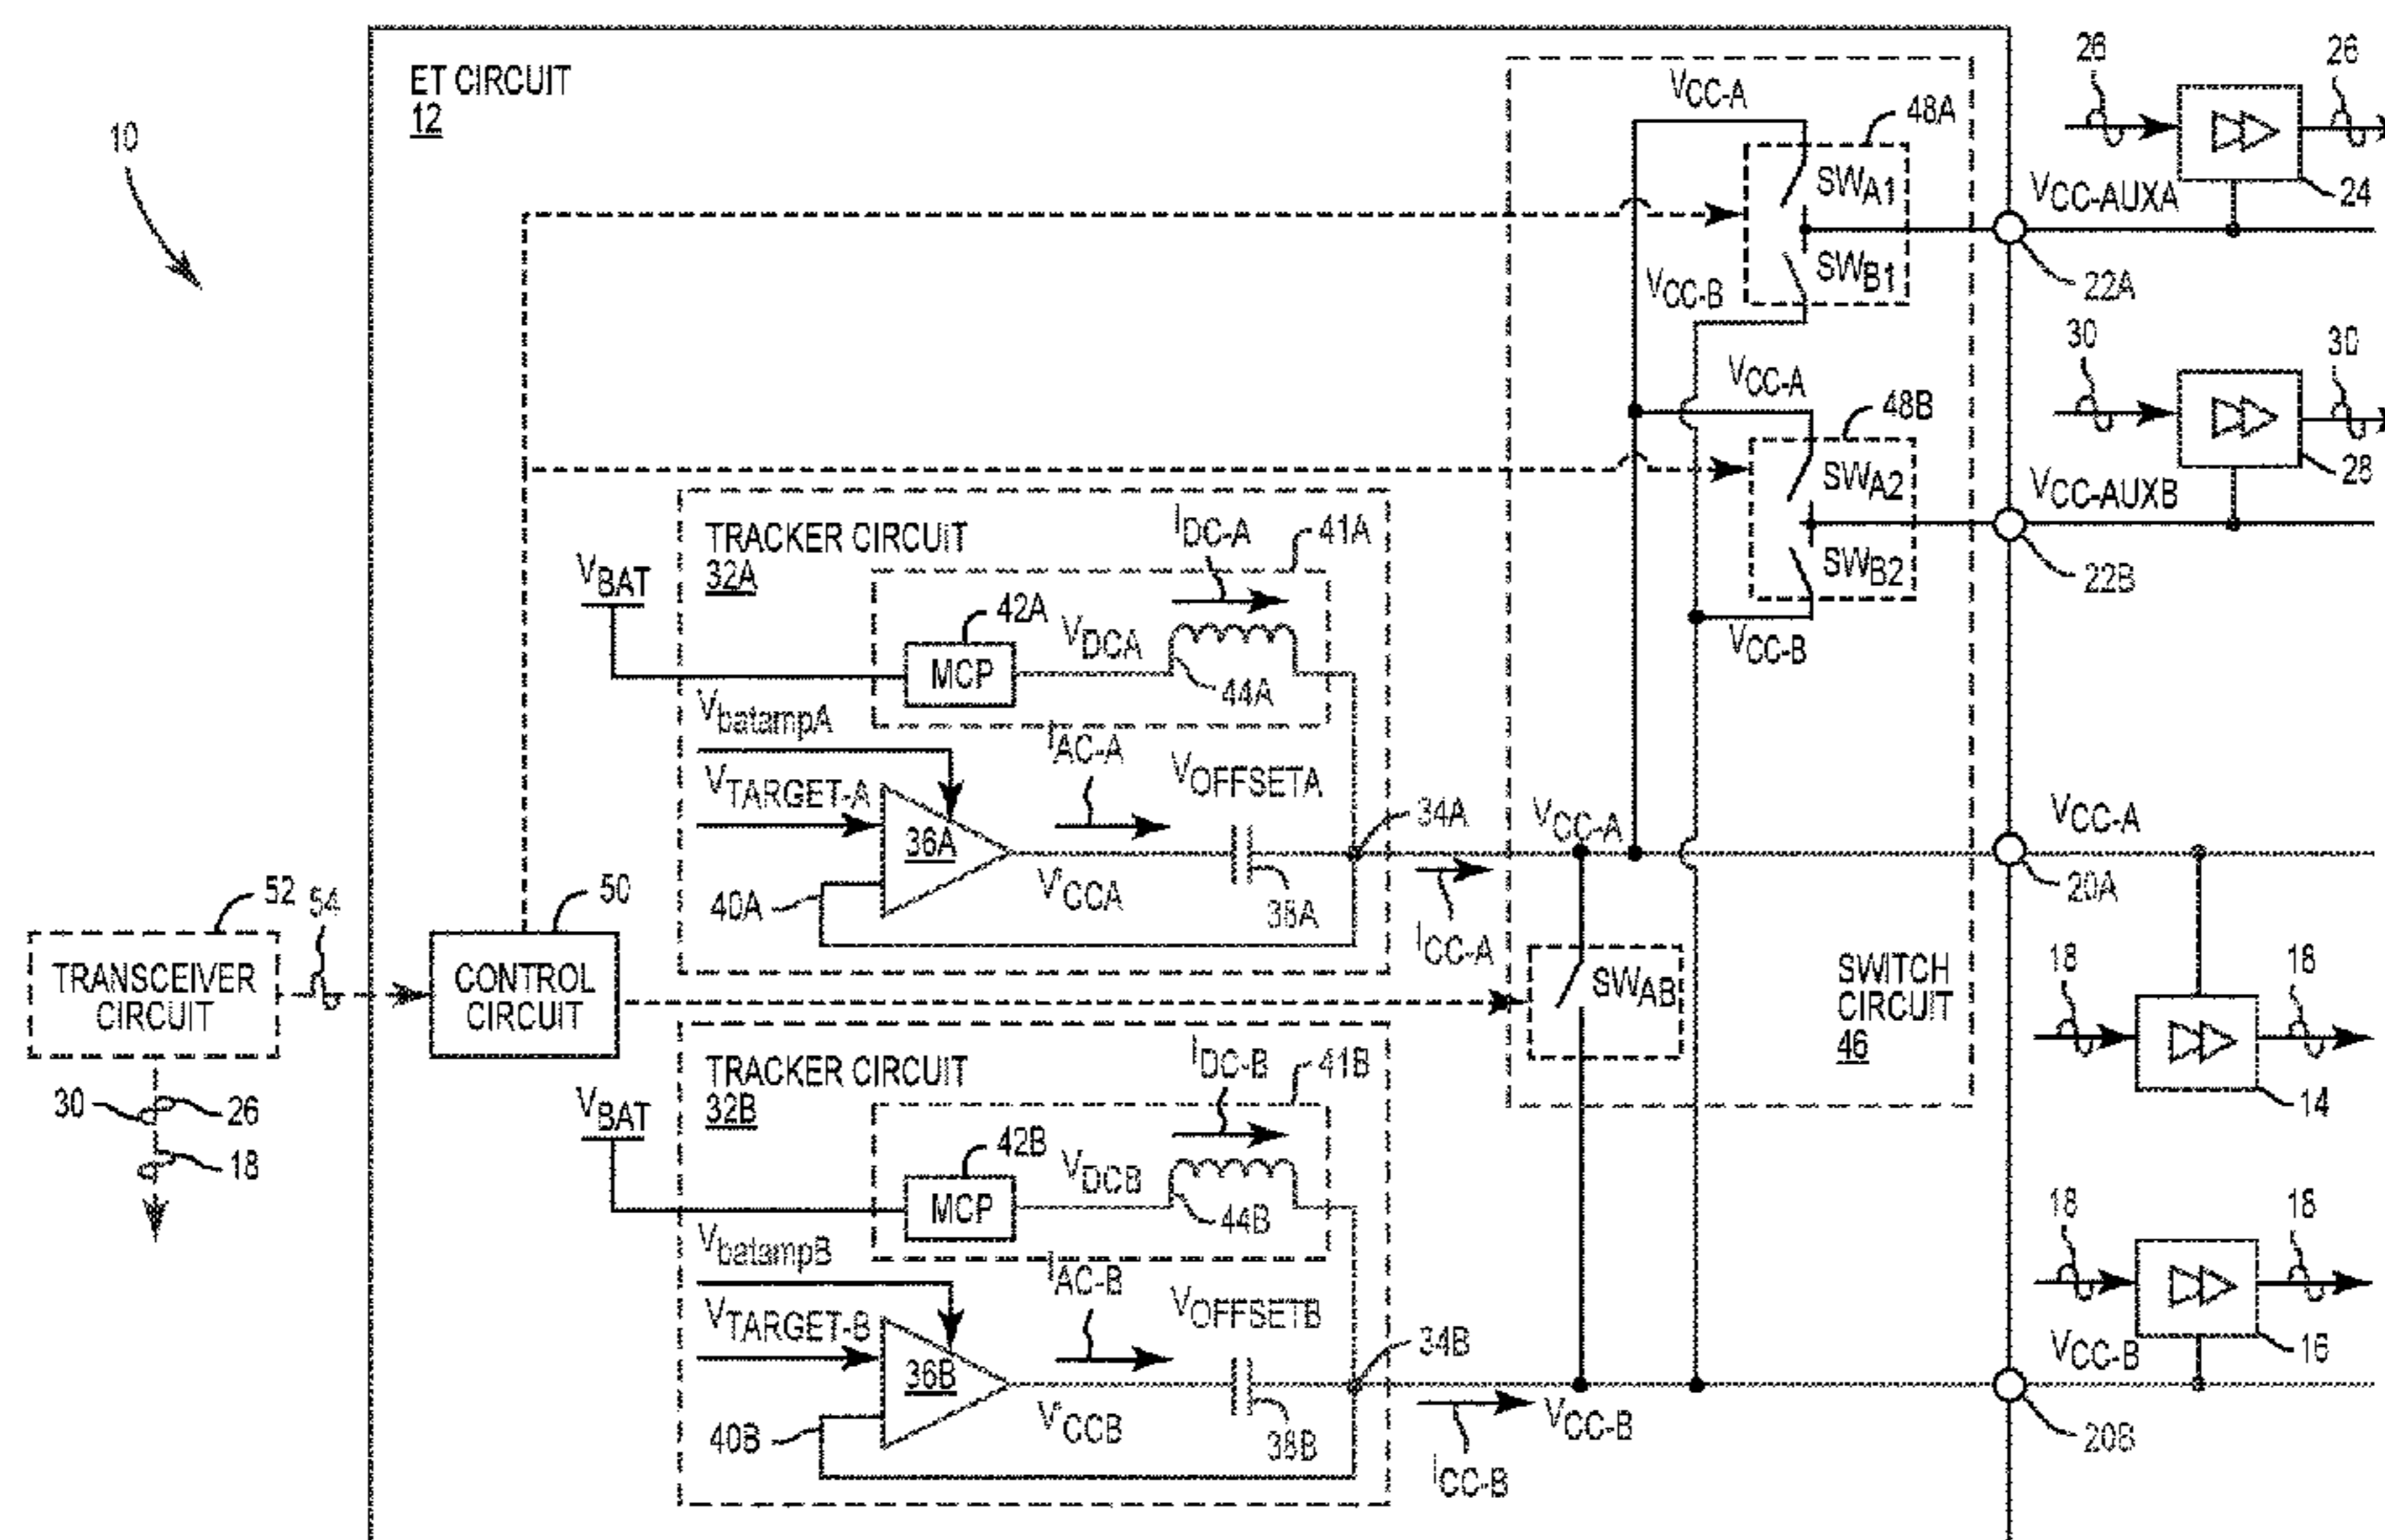 10
ET CIRCUIT
12
VCC-A
48A
SWA1
SWB1
VCC-B
26
26
24
VCC-AUXA
22A
VCC-A
48B
SWA2
SWB2
VCC-B
30
30
28
VCC-AUXB
22B
TRACKER CIRCUIT
32A
IDC-A
41A
VBAT
42A
MCP
VDCA
44A
VbatampA
IAC-A
VOFFSETA
VTARGET-A
36A
40A
V'CCA
38A
34A
ICC-A
VCC-A
SWAB
SWITCH
CIRCUIT
46
VCC-A
20A
18
18
14
52
54
50
TRANSCEIVER
CIRCUIT
CONTROL
CIRCUIT
30
26
18
TRACKER CIRCUIT
32B
IDC-B
41B
VBAT
42B
MCP
VDCB
44B
VbatampB
IAC-B
VOFFSETB
VTARGET-B
36B
40B
V'CCB
38B
34B
ICC-B
VCC-B
18
18
16
VCC-B
20B